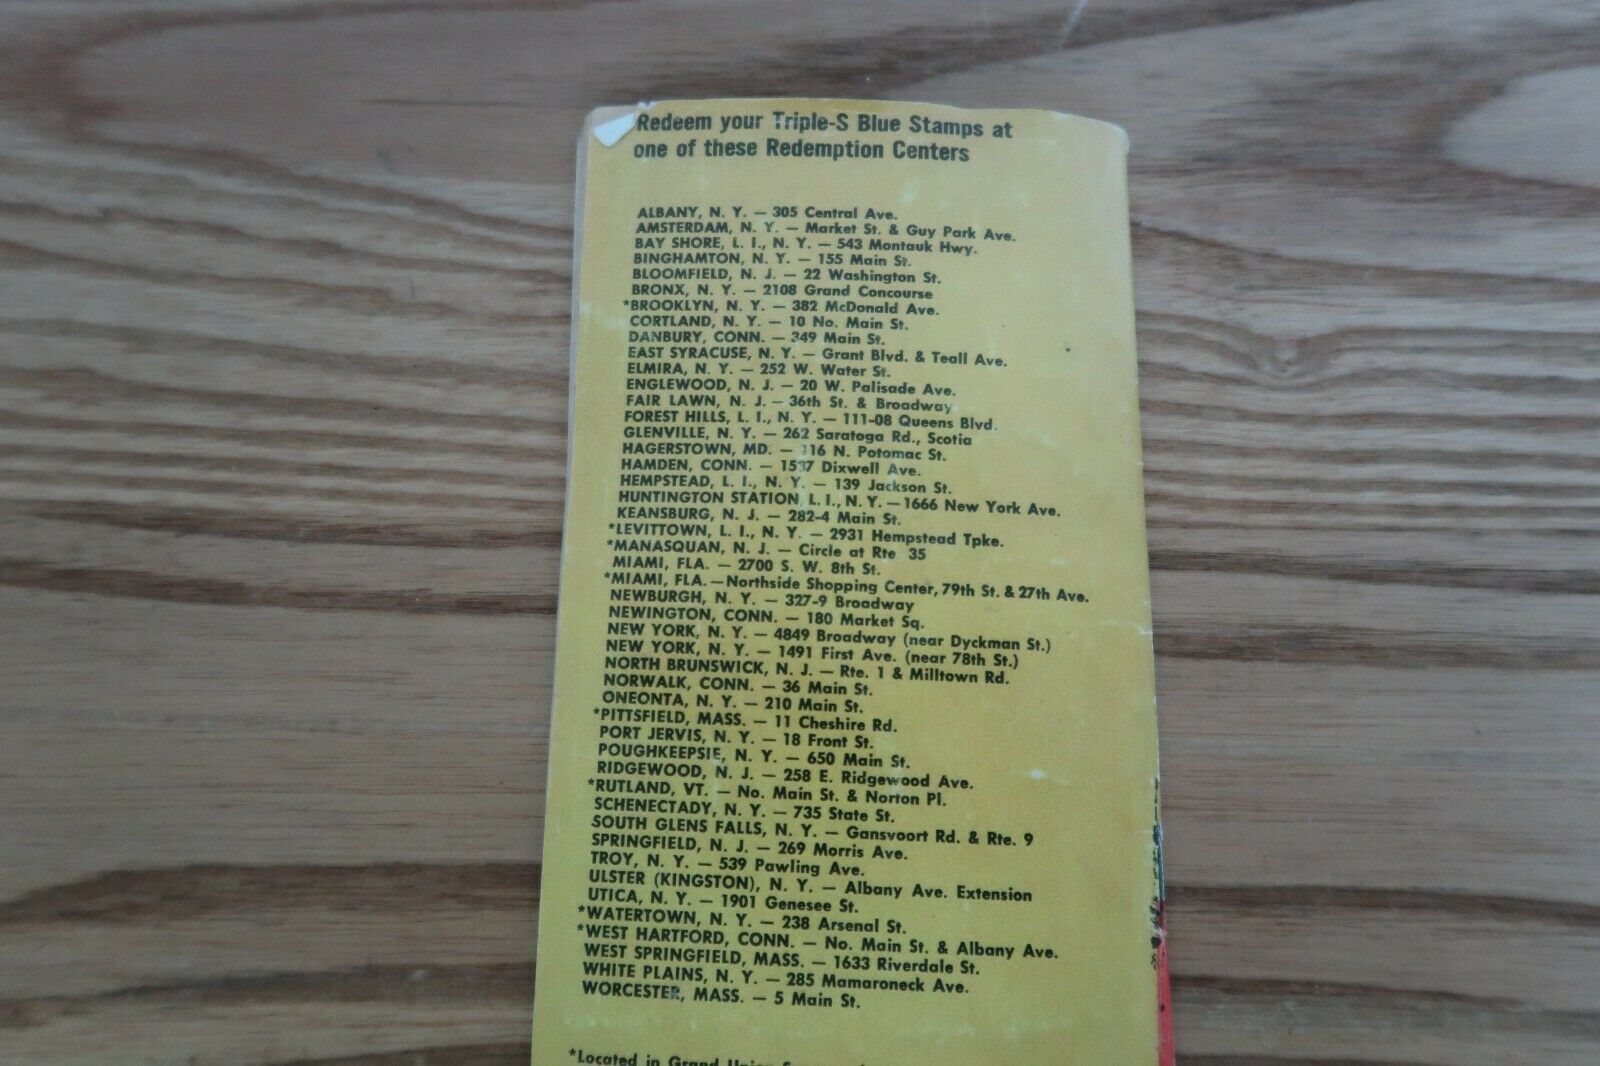 Redeem your Triple-S Blue Stamps at
one of these Redemption Centers
ALBANY, N. Y. — 305 Central Ave.
AMSTERDAM, N. Y. — Market St. & Guy Park Ave.
BAY SHORE, L. I., N. Y. — 543 Montauk Hwy.
BINGHAMTON, N. Y. — 155 Main St.
BLOOMFIELD, N. J. — 22 Washington St.
BRONX, N. Y. — 2108 Grand Concourse
*BROOKLYN, N. Y. — 382 McDonald Ave.
CORTLAND, N. Y. — 10 No. Main St.
DANBURY, CONN. — 349 Main St.
EAST SYRACUSE, N. Y. — Grant Blvd. & Teall Ave.
ELMIRA, N. Y. — 252 W. Water St.
ENGLEWOOD, N. J. — 20 W. Palisade Ave.
FAIR LAWN, N. J. — 36th St. & Broadway
FOREST HILLS, L. I., N. Y. — 111-08 Queens Blvd.
GLENVILLE, N. Y. — 262 Saratoga Rd., Scotia
HAGERSTOWN, MD. — N. Potomac St.
HAMDEN, CONN. — 1537 Dixwell Ave.
HEMPSTEAD, L. I., N. Y. — 139 Jackson St.
HUNTINGTON STATION, L. I., N. Y. — 1666 New York Ave.
KEANSBURG, N. J. — 282-4 Main St.
*LEVITTOWN, L. I., N. Y. — 2931 Hempstead Tpke.
*MANASQUAN, N. J. — Circle at Rte 35
MIAMI, FLA. — 2700 S. W. 8th St.
*MIAMI, FLA. — Northside Shopping Center, 79th St. & 27th Ave.
NEWBURGH, N. Y. — 327-9 Broadway
NEWINGTON, CONN. — 180 Market Sq.
NEW YORK, N. Y. — 4849 Broadway (near Dyckman St.)
NEW YORK, N. Y. — 1491 First Ave. (near 78th St.)
NORTH BRUNSWICK, N. J. — Rte. 1 & Milltown Rd.
NORWALK, CONN. — 36 Main St.
ONEONTA, N. Y. — 210 Main St.
*PITTSFIELD, MASS. — 11 Cheshire Rd.
PORT JERVIS, N. Y. — 18 Front St.
POUGHKEEPSIE, N. Y. — 650 Main St.
RIDGEWOOD, N. J. — 258 E. Ridgewood Ave.
*RUTLAND, VT. — No. Main St. & Norton Pl.
SCHENECTADY, N. Y. — 735 State St.
SOUTH GLENS FALLS, N. Y. — Gansvoort Rd. & Rte. 9
SPRINGFIELD, N. J. — 269 Morris Ave.
TROY, N. Y. — 539 Pawling Ave.
ULSTER (KINGSTON), N. Y. — Albany Ave. Extension
UTICA, N. Y. — 1901 Genesee St.
*WATERTOWN, N. Y. — 238 Arsenal St.
*WEST HARTFORD, CONN. — No. Main St. & Albany Ave.
WEST SPRINGFIELD, MASS. — 1633 Riverdale St.
WHITE PLAINS, N. Y. — 285 Mamaroneck Ave.
WORCESTER, MASS. — 5 Main St.
*Located in Grand Union